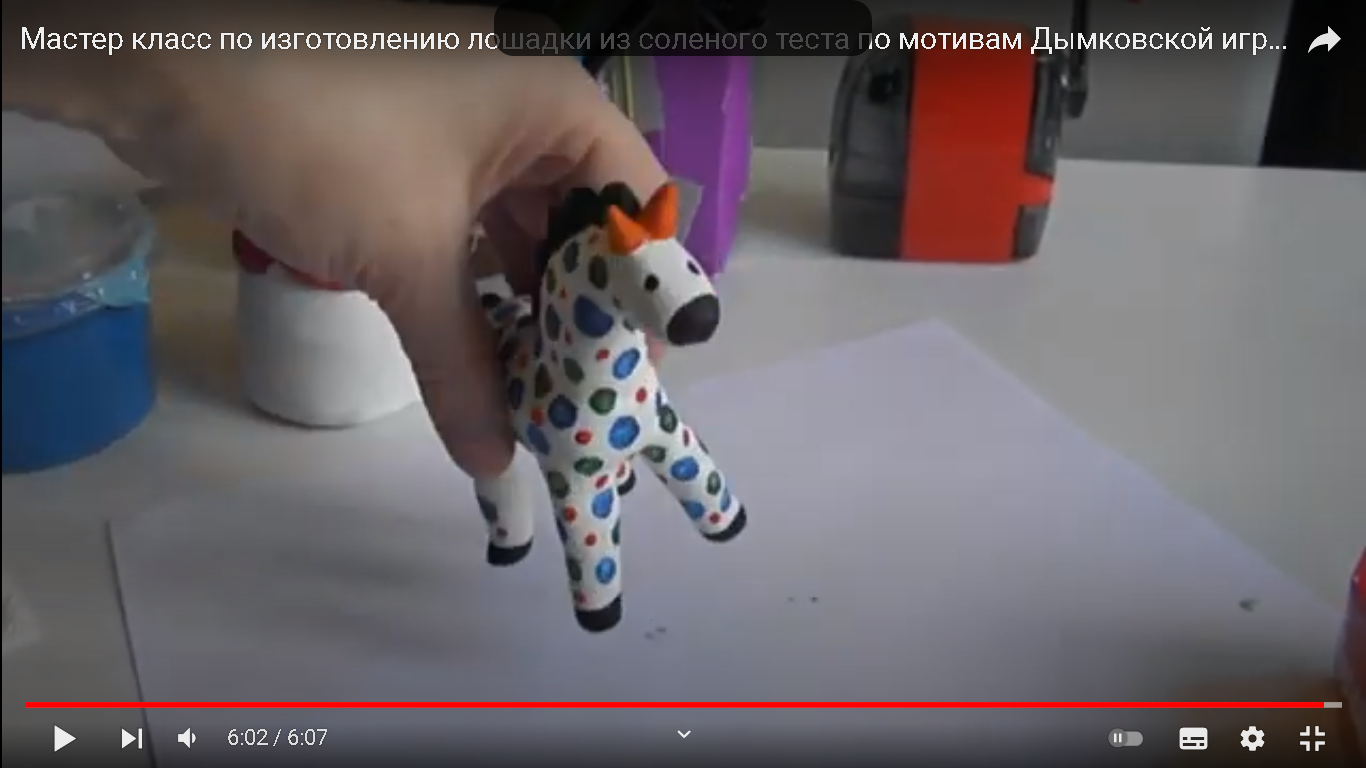 Мастер класс по изготовлению лошадки из соленого теста по мотивам Дымковской игр...
6:02 / 6:07